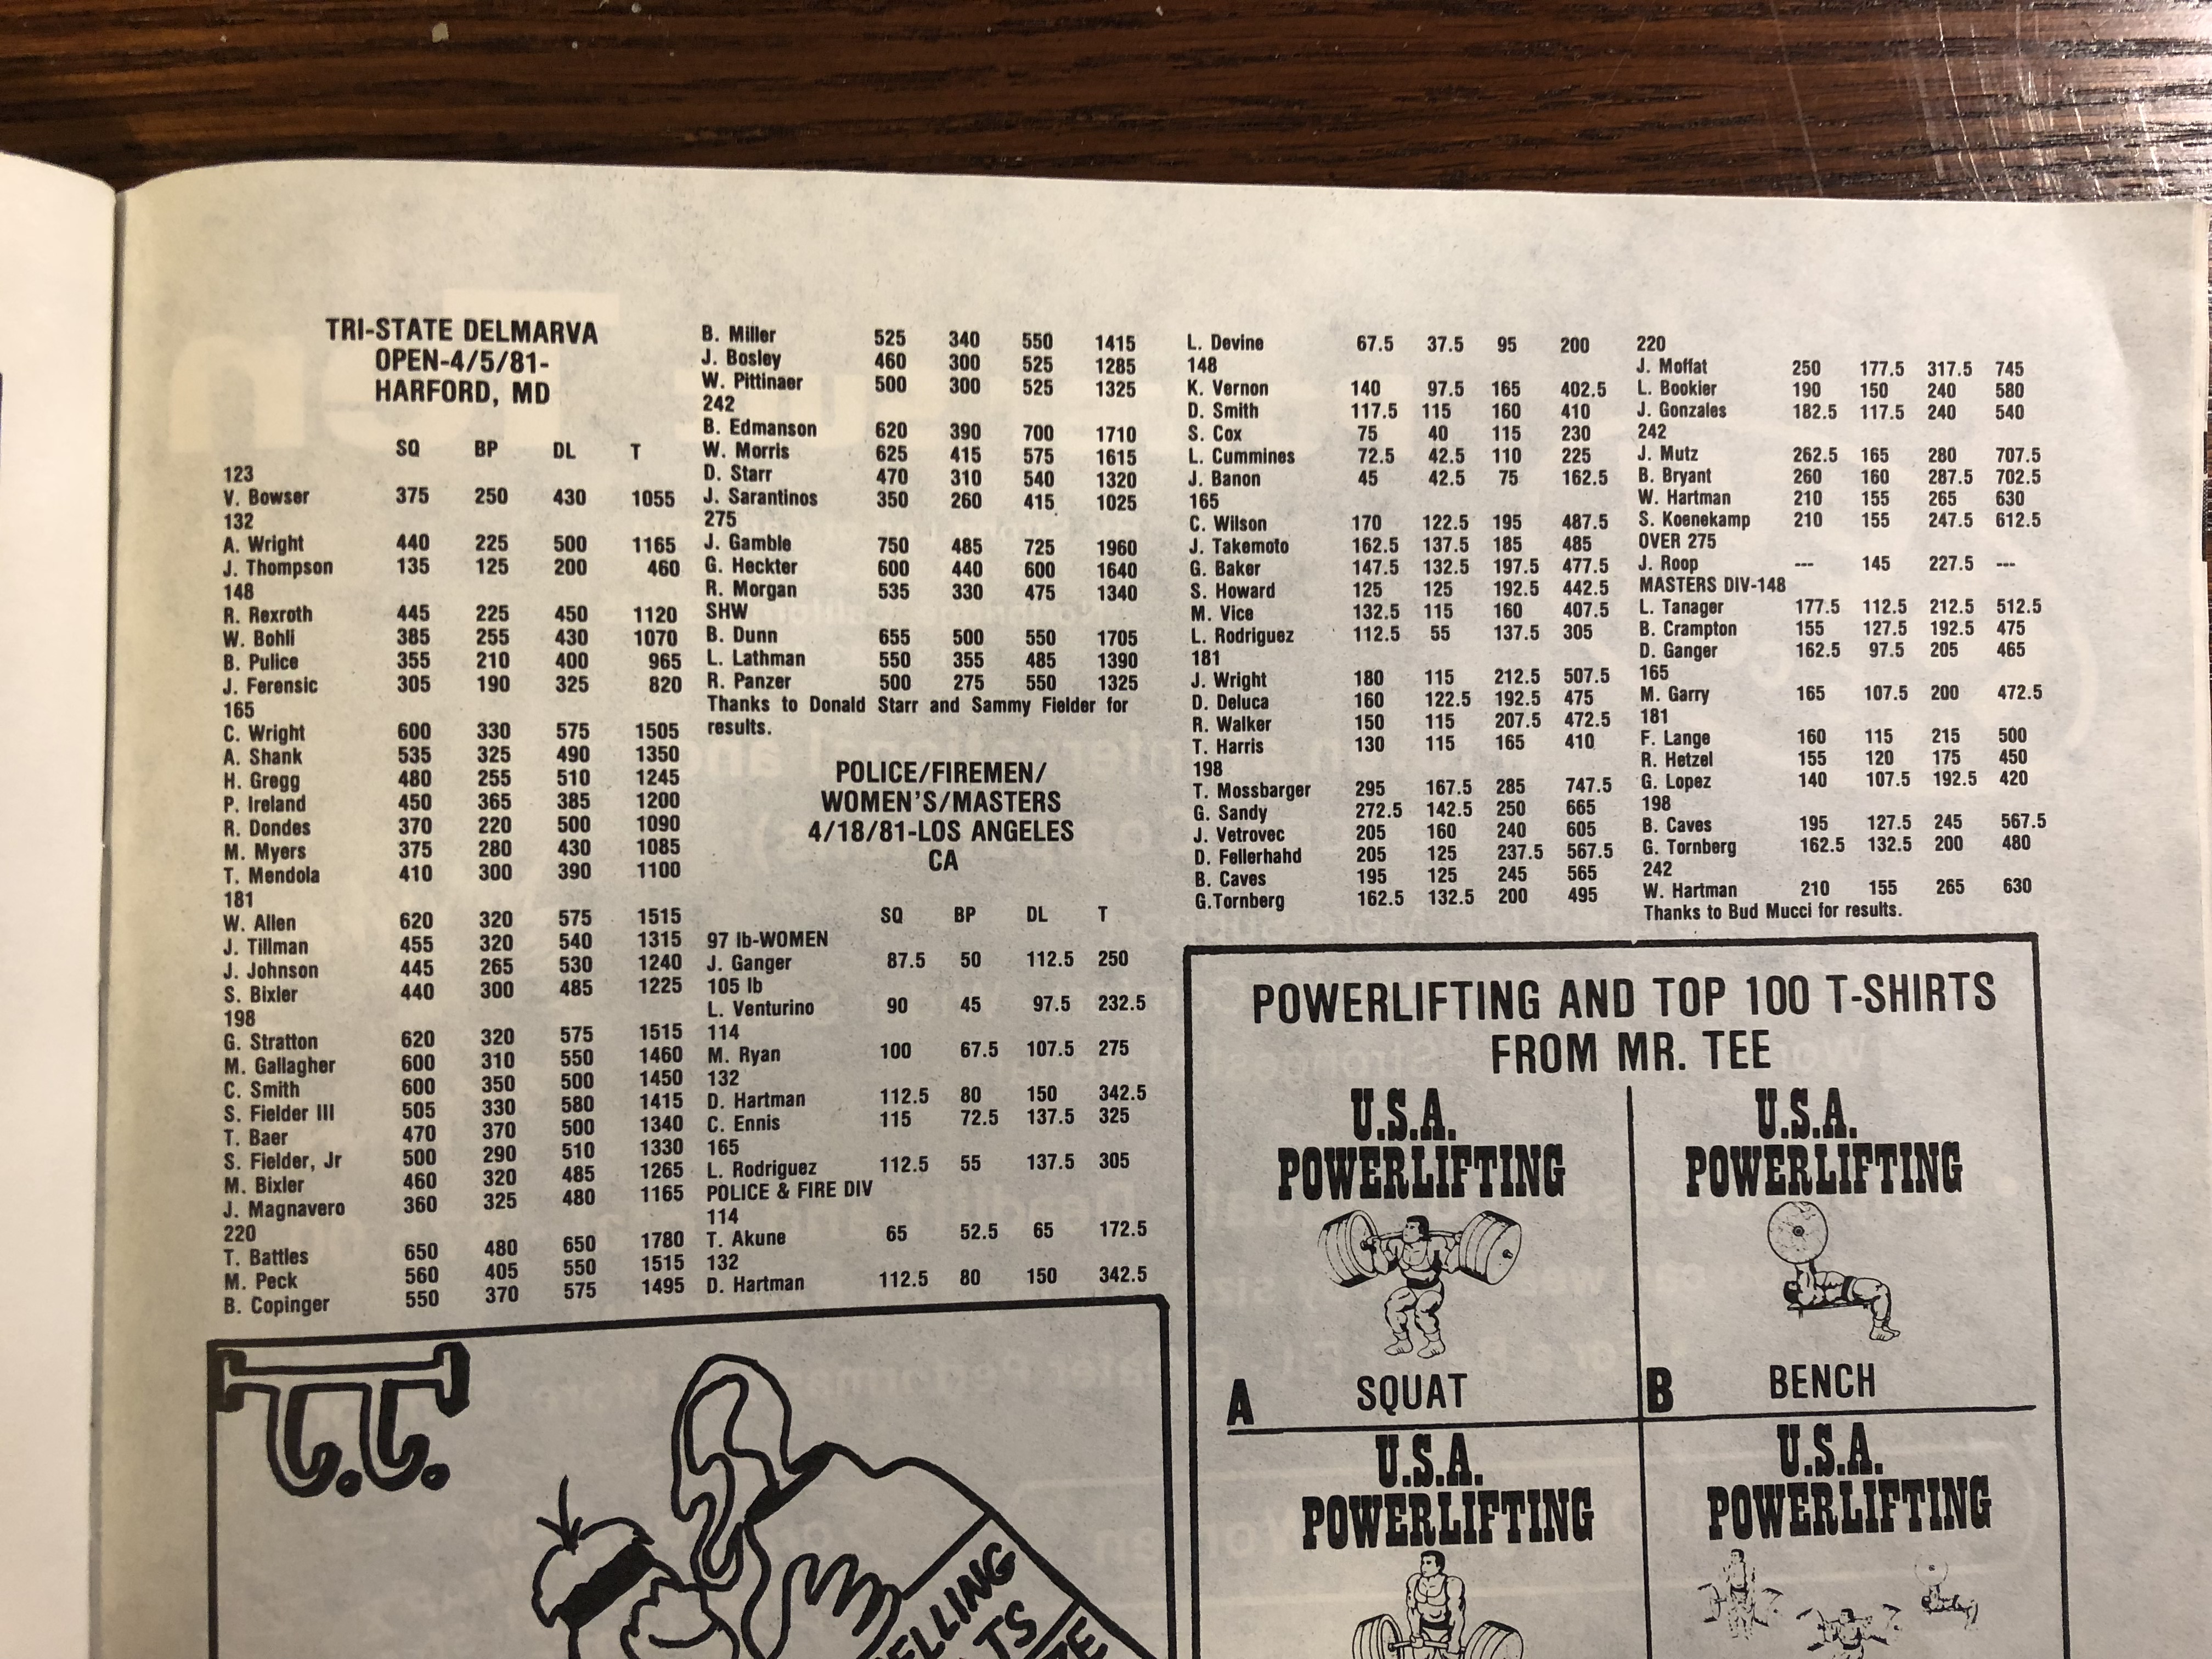 TRI-STATE DELMARVA
OPEN-4/5/81-
HARFORD, MD
SQ BP DL T
123
V. Bowser 375 250 430 1055
132
A. Wright 440 225 500 1165
J. Thompson 135 125 200 460
148
R. Rexroth 445 225 450 1120
W. Bohli 385 255 430 1070
B. Pulice 355 210 400 965
J. Ferensic 305 190 325 820
165
C. Wright 600 330 575 1505
A. Shank 535 325 490 1350
H. Gregg 480 255 510 1245
P. Ireland 450 365 385 1200
R. Dondes 370 220 500 1090
M. Myers 375 280 430 1085
T. Mendola 410 300 390 1100
181
W. Allen 620 320 575 1515
J. Tillman 455 320 540 1315
J. Johnson 445 265 530 1240
S. Bixler 440 300 485 1225
198
G. Stratton 620 320 575 1515
M. Gallagher 600 310 550 1460
C. Smith 600 350 500 1450
S. Fielder III 505 330 580 1415
T. Baer 470 370 500 1340
S. Fielder, Jr 500 290 510 1330
M. Bixler 460 320 485 1265
J. Magnavero 360 325 480 1165
220
T. Battles 650 480 650 1780
M. Peck 560 405 550 1515
B. Copinger 550 370 575 1495
B. Miller 525 340 550 1415
J. Bosley 460 300 525 1285
W. Pittinaer 500 300 525 1325
242
B. Edmanson 620 390 700 1710
W. Morris 625 415 575 1615
D. Starr 470 310 540 1320
J. Sarantinos 350 260 415 1025
275
J. Gamble 750 485 725 1960
G. Heckter 600 440 600 1640
R. Morgan 535 330 475 1340
SHW
B. Dunn 655 500 550 1705
L. Lathman 550 355 485 1390
R. Panzer 500 275 550 1325
Thanks to Donald Starr and Sammy Fielder for
results.
POLICE/FIREMEN/
WOMEN'S/MASTERS
4/18/81-LOS ANGELES
CA
SQ BP DL T
97 lb-WOMEN
J. Ganger 87.5 50 112.5 250
105 lb
L. Venturino 90 45 97.5 232.5
114
M. Ryan 100 67.5 107.5 275
132
D. Hartman 112.5 80 150 342.5
C. Ennis 115 72.5 137.5 325
165
L. Rodriguez 112.5 55 137.5 305
POLICE & FIRE DIV
114
T. Akune 65 52.5 65 172.5
132
D. Hartman 112.5 80 150 342.5
L. Devine 67.5 37.5 95 200
148
K. Vernon 140 97.5 165 402.5
D. Smith 117.5 115 160 410
S. Cox 75 40 115 230
L. Cummines 72.5 42.5 110 225
J. Banon 45 42.5 75 162.5
165
C. Wilson 170 122.5 195 487.5
J. Takemoto 162.5 137.5 185 485
G. Baker 147.5 132.5 197.5 477.5
S. Howard 125 125 192.5 442.5
M. Vice 132.5 115 160 407.5
L. Rodriguez 112.5 55 137.5 305
181
J. Wright 180 115 212.5 507.5
D. Deluca 160 122.5 192.5 475
R. Walker 150 115 207.5 472.5
T. Harris 130 115 165 410
198
T. Mossbarger 295 167.5 285 747.5
G. Sandy 272.5 142.5 250 665
J. Vetrovec 205 160 240 605
D. Fellerhahd 205 125 237.5 567.5
B. Caves 195 125 245 565
G.Tornberg 162.5 132.5 200 495
220
J. Moffat 250 177.5 317.5 745
L. Bookier 190 150 240 580
J. Gonzales 182.5 117.5 240 540
242
J. Mutz 262.5 165 280 707.5
B. Bryant 260 160 287.5 702.5
W. Hartman 210 155 265 630
S. Koenekamp 210 155 247.5 612.5
OVER 275
J. Roop --- 145 227.5 ---
MASTERS DIV-148
L. Tanager 177.5 112.5 212.5 512.5
B. Crampton 155 127.5 192.5 475
D. Ganger 162.5 97.5 205 465
165
M. Garry 165 107.5 200 472.5
181
F. Lange 160 115 215 500
R. Hetzel 155 120 175 450
G. Lopez 140 107.5 192.5 420
198
B. Caves 195 127.5 245 567.5
G. Tornberg 162.5 132.5 200 480
242
W. Hartman 210 155 265 630
Thanks to Bud Mucci for results.
POWERLIFTING AND TOP 100 T-SHIRTS
FROM MR. TEE
U.S.A.
POWERLIFTING
A SQUAT
U.S.A.
POWERLIFTING
B BENCH
U.S.A.
POWERLIFTING
U.S.A.
POWERLIFTING